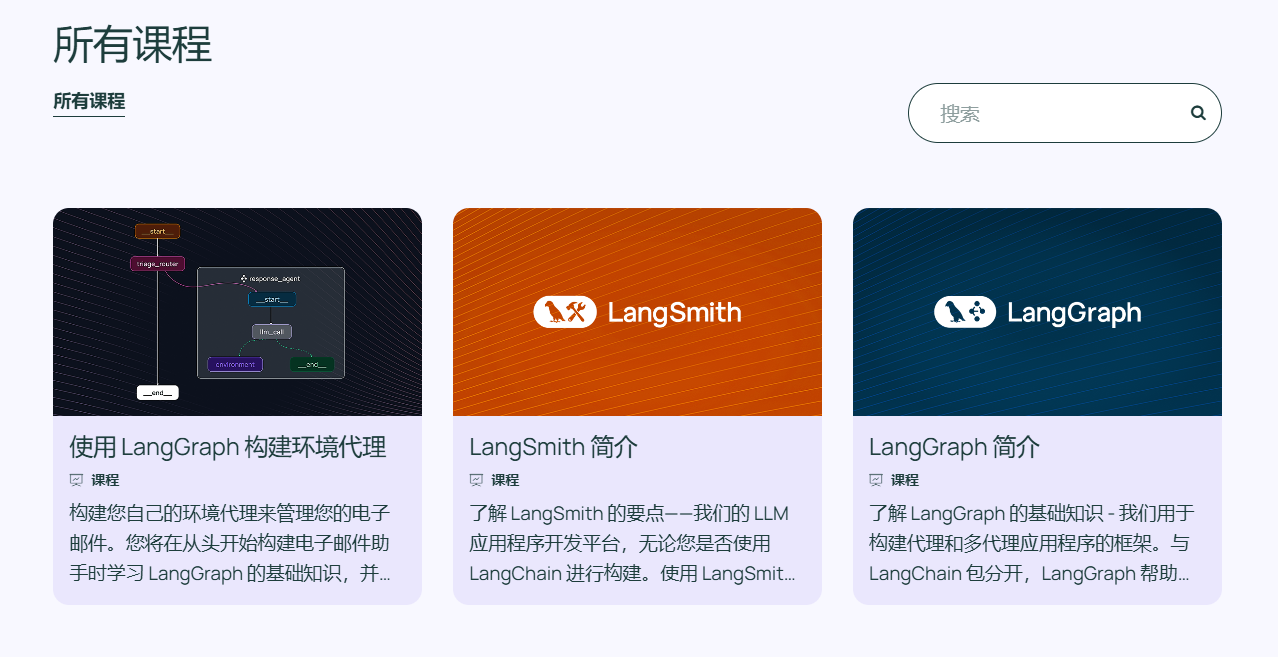 所有课程
所有课程
搜索
__start__
triage_router
response_agent
__start__
llm_call
environment
__end__
__end__
LangSmith
LangGraph
使用 LangGraph 构建环境代理
课程
构建您自己的环境代理来管理您的电子
邮件。您将在从头开始构建电子邮件助
手时学习 LangGraph 的基础知识，并...
LangSmith 简介
课程
了解 LangSmith 的要点——我们的 LLM
应用程序开发平台，无论您是否使用
LangChain 进行构建。使用 LangSmit...
LangGraph 简介
课程
了解 LangGraph 的基础知识 - 我们用于
构建代理和多代理应用程序的框架。与
LangChain 包分开，LangGraph 帮助...